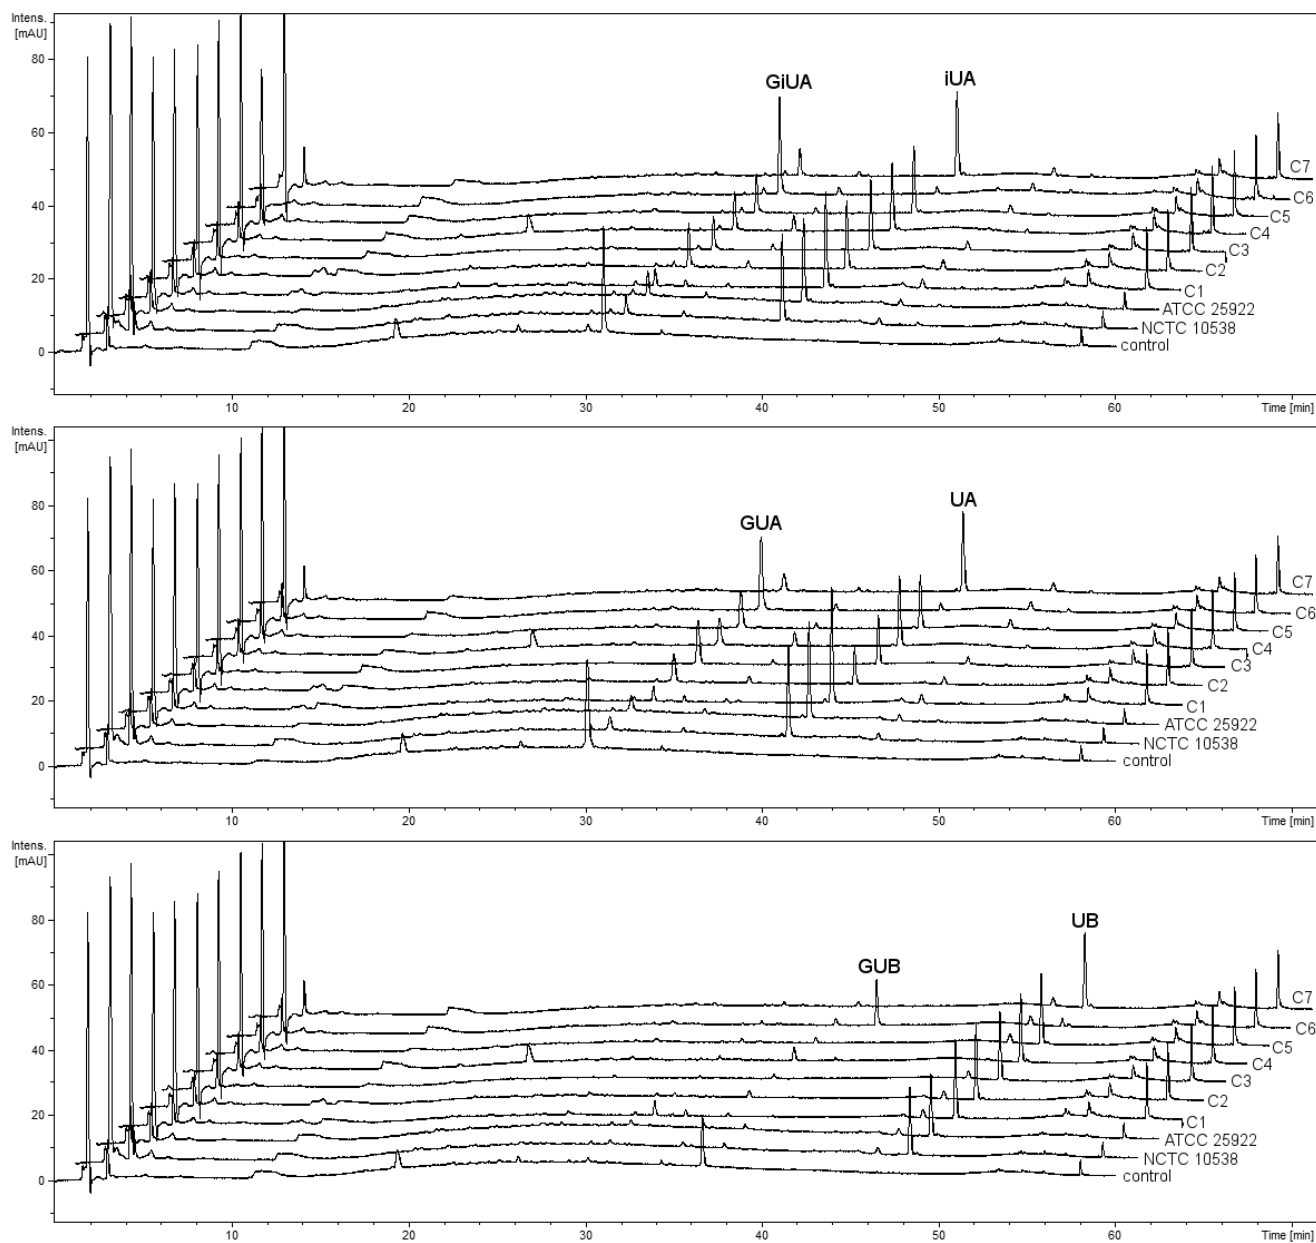 Intens.
[mAU]
80
60
40
20
0
GiUA
iUA
C7
C6
C5
C4
C3
C2
C1
ATCC 25922
NCTC 10538
control
10
20
30
40
50
60
Time [min]
Intens.
[mAU]
80
60
40
20
0
GUA
UA
C7
C6
C5
C4
C3
C2
C1
ATCC 25922
NCTC 10538
control
10
20
30
40
50
60
Time [min]
Intens.
[mAU]
80
60
40
20
0
GUB
UB
C7
C6
C5
C4
C3
C2
C1
ATCC 25922
NCTC 10538
control
10
20
30
40
50
60
Time [min]